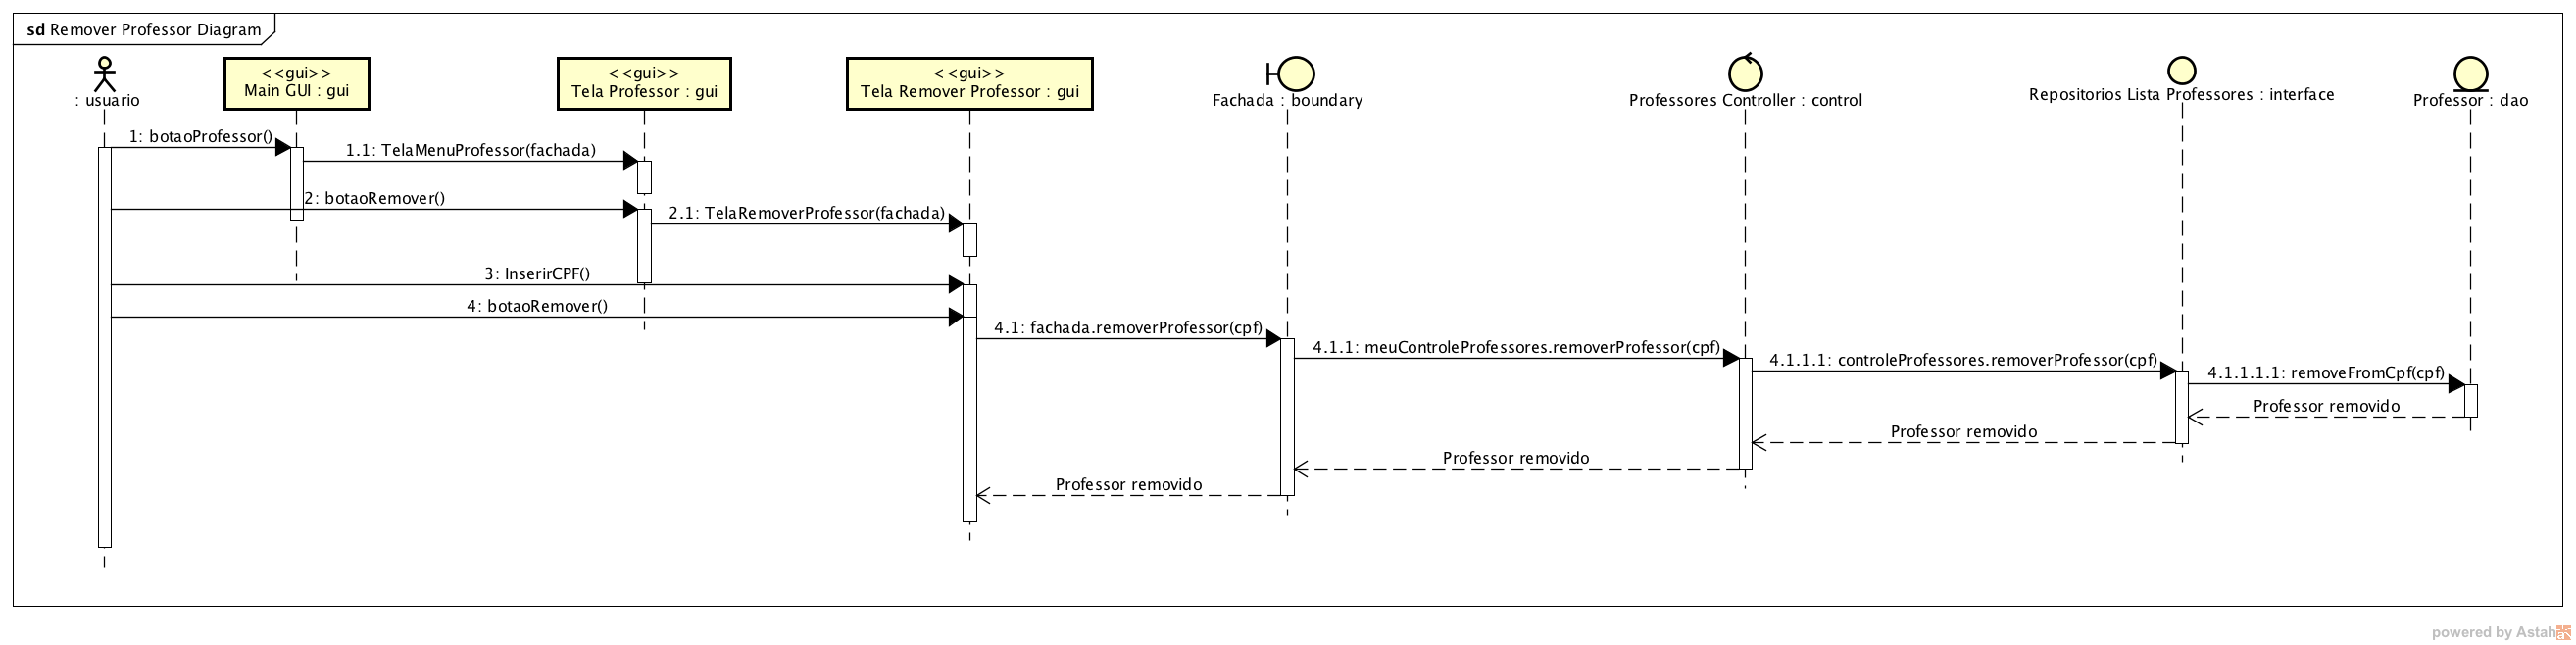 sd Remover Professor Diagram
: usuario
<<gui>>
Main GUI : gui
<<gui>>
Tela Professor : gui
<<gui>>
Tela Remover Professor : gui
Fachada : boundary
Professores Controller : control
Repositorios Lista Professores : interface
Professor : dao
1: botaoProfessor()
1.1: TelaMenuProfessor(fachada)
2: botaoRemover()
2.1: TelaRemoverProfessor(fachada)
3: InserirCPF()
4: botaoRemover()
4.1: fachada.removerProfessor(cpf)
4.1.1: meuControleProfessores.removerProfessor(cpf)
4.1.1.1: controleProfessores.removerProfessor(cpf)
4.1.1.1.1: removeFromCpf(cpf)
Professor removido
Professor removido
Professor removido
Professor removido
powered by Astah